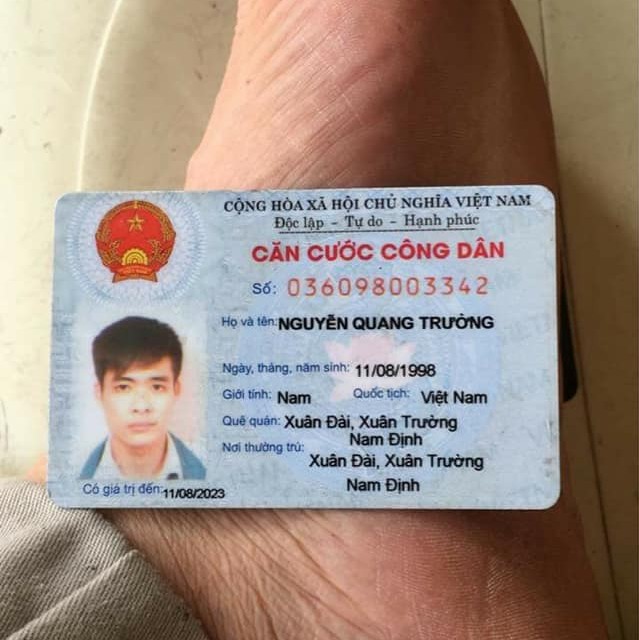 CỘNG HÒA XÃ HỘI CHỦ NGHĨA VIỆT NAM
Độc lập - Tự do - Hạnh phúc
CĂN CƯỚC CÔNG DÂN
Số: 036098003342
Họ và tên: NGUYỄN QUANG TRƯỜNG
Ngày, tháng, năm sinh: 11/08/1998
Giới tính: Nam Quốc tịch: Việt Nam
Quê quán: Xuân Đài, Xuân Trường
Nam Định
Nơi thường trú:
Xuân Đài, Xuân Trường
Nam Định
Có giá trị đến: 11/08/2023